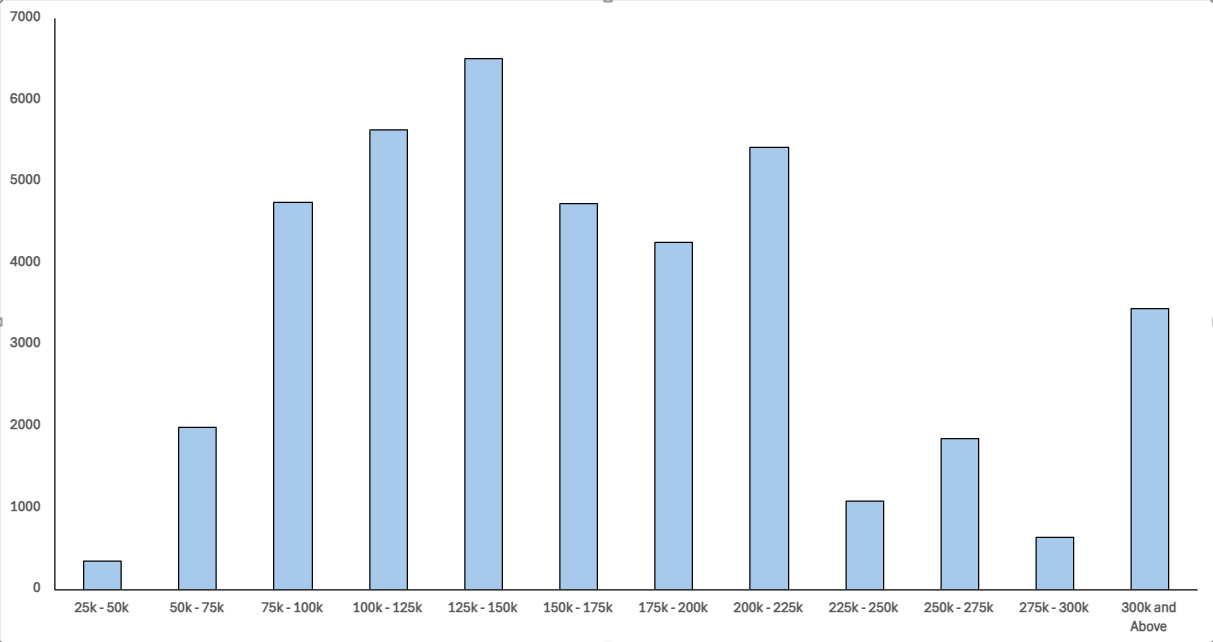 7000
6000
5000
4000
3000
2000
1000
0
25k - 50k
50k - 75k
75k - 100k
100k - 125k
125k - 150k
150k - 175k
175k - 200k
200k - 225k
225k - 250k
250k - 275k
275k - 300k
300k and
Above